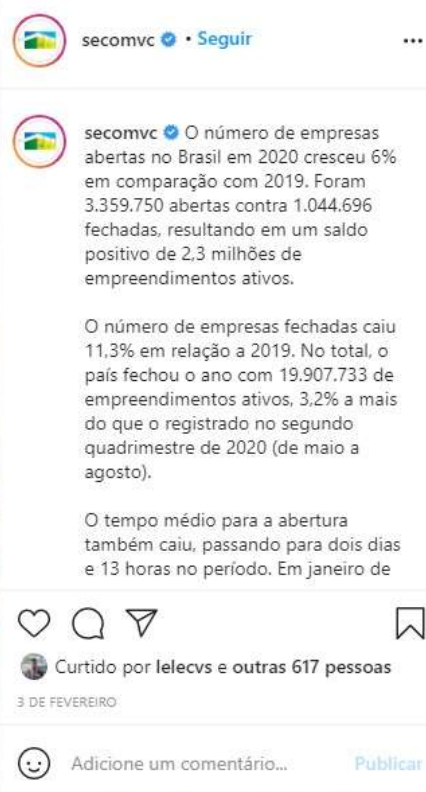 secomvc • Seguir
secomvc O número de empresas
abertas no Brasil em 2020 cresceu 6%
em comparação com 2019. Foram
3.359.750 abertas contra 1.044.696
fechadas, resultando em um saldo
positivo de 2,3 milhões de
empreendimentos ativos.
O número de empresas fechadas caiu
11,3% em relação a 2019. No total, o
país fechou o ano com 19.907.733 de
empreendimentos ativos, 3,2% a mais
do que o registrado no segundo
quadrimestre de 2020 (de maio a
agosto).
O tempo médio para a abertura
também caiu, passando para dois dias
e 13 horas no período. Em janeiro de
Curtido por lelecvs e outras 617 pessoas
3 DE FEVEREIRO
Adicione um comentário... Publicar